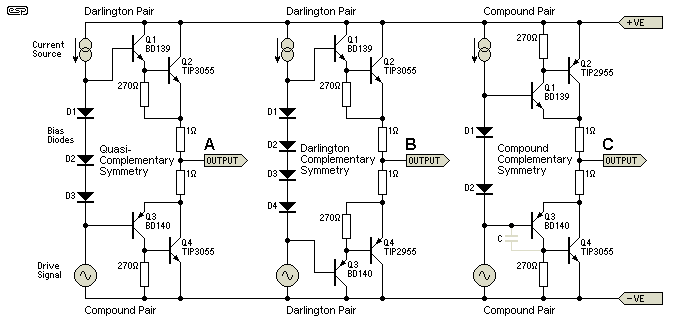 esp
Darlington Pair
Darlington Pair
Compound Pair
+VE
Current
Source
Q1
BD139
Q2
TIP3055
270Ω
D1
Bias
Diodes
D2
D3
Quasi-
Complementary
Symmetry
1Ω
A
OUTPUT
1Ω
Q3
BD140
Q4
TIP3055
270Ω
Drive
Signal
Compound Pair
Q1
BD139
Q2
TIP3055
270Ω
D1
D2
D3
D4
Darlington
Complementary
Symmetry
1Ω
B
OUTPUT
1Ω
270Ω
Q4
TIP2955
Q3
BD140
Darlington Pair
270Ω
Q2
TIP2955
Q1
BD139
D1
D2
Compound
Complementary
Symmetry
1Ω
C
OUTPUT
1Ω
C
Q3
BD140
Q4
TIP3055
270Ω
Compound Pair
-VE